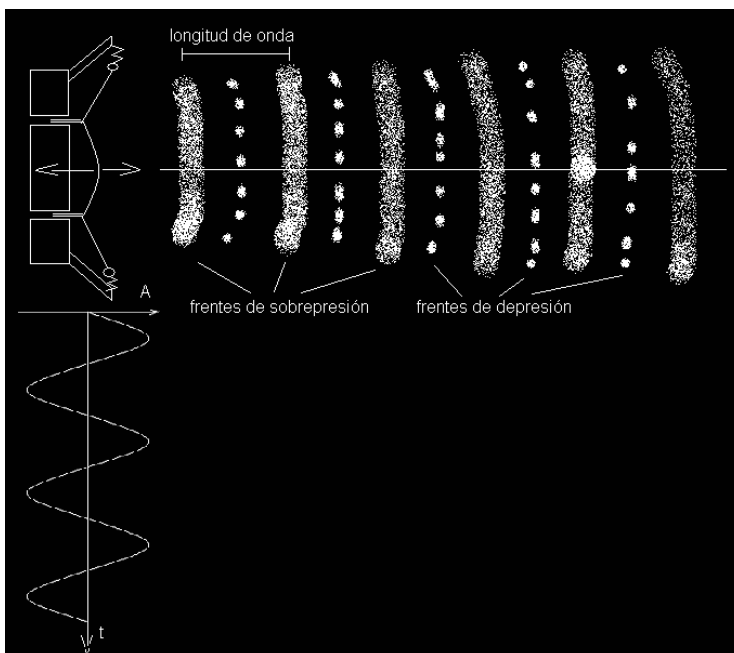 longitud de onda
A
frentes de sobrepresión
frentes de depresión
t